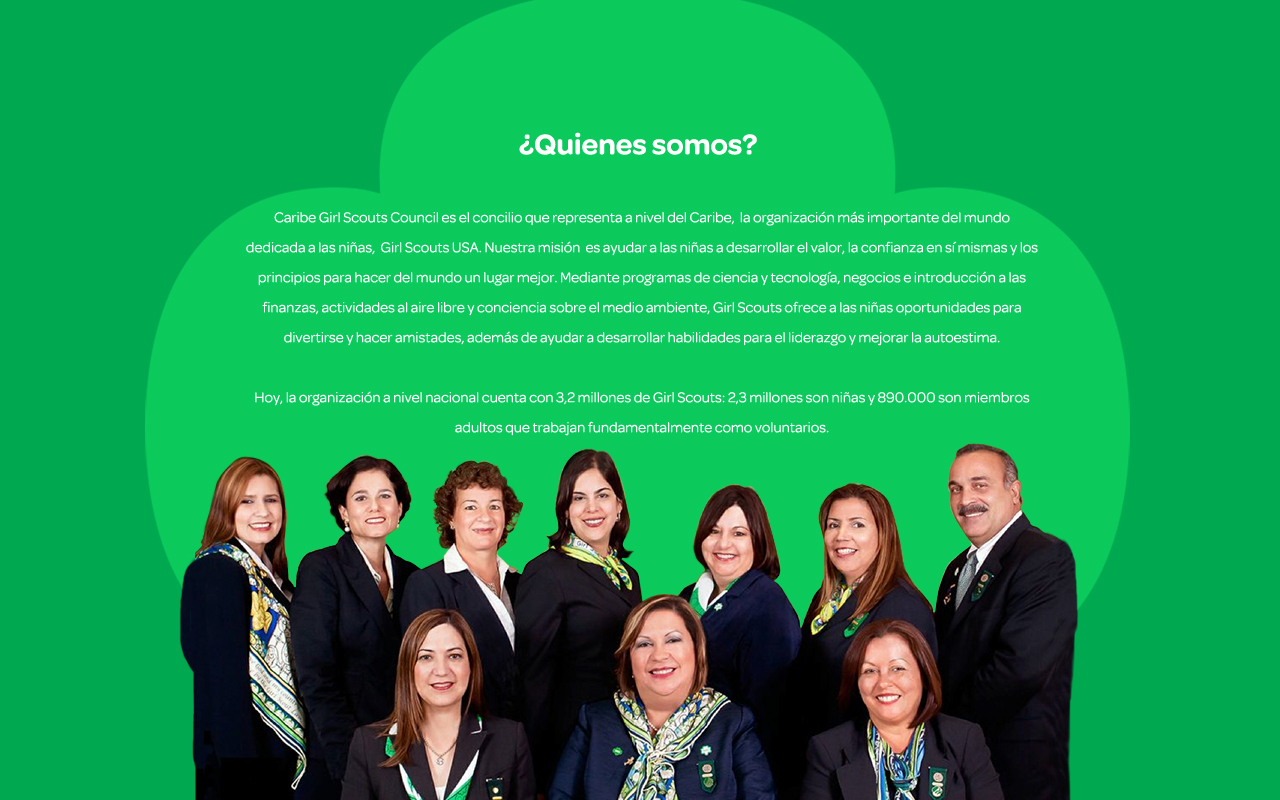 ¿Quienes somos?
Caribe Girl Scouts Council es el concilio que representa a nivel del Caribe, la organización más importante del mundo
dedicada a las niñas, Girl Scouts USA. Nuestra misión es ayudar a las niñas a desarrollar el valor, la confianza en sí mismas y los
principios para hacer del mundo un lugar mejor. Mediante programas de ciencia y tecnología, negocios e introducción a las
finanzas, actividades al aire libre y conciencia sobre el medio ambiente, Girl Scouts ofrece a las niñas oportunidades para
divertirse y hacer amistades, además de ayudar a desarrollar habilidades para el liderazgo y mejorar la autoestima.
Hoy, la organización a nivel nacional cuenta con 3,2 millones de Girl Scouts: 2,3 millones son niñas y 890.000 son miembros
adultos que trabajan fundamentalmente como voluntarios.